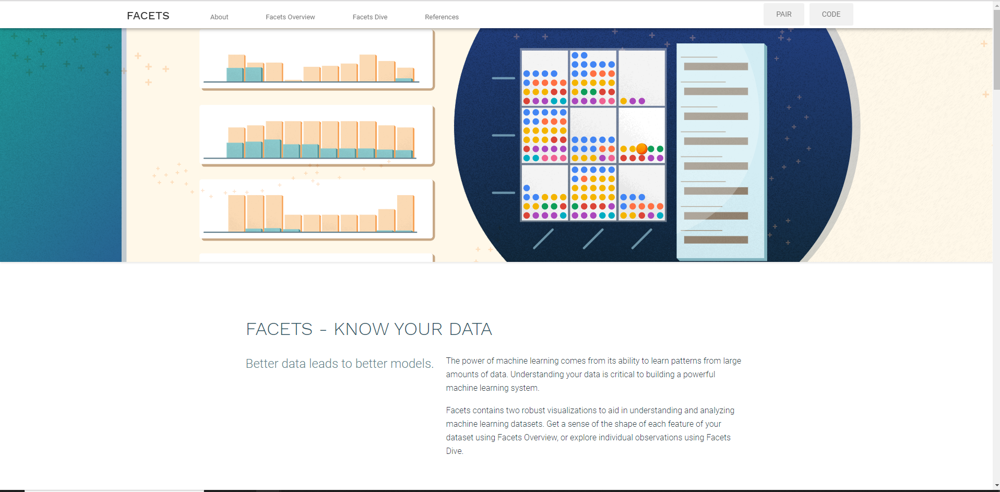 FACETS About Facets Overview Facets Dive References PAIR CODE
FACETS - KNOW YOUR DATA
Better data leads to better models.
The power of machine learning comes from its ability to learn patterns from large
amounts of data. Understanding your data is critical to building a powerful
machine learning system.
Facets contains two robust visualizations to aid in understanding and analyzing
machine learning datasets. Get a sense of the shape of each feature of your
dataset using Facets Overview, or explore individual observations using Facets
Dive.